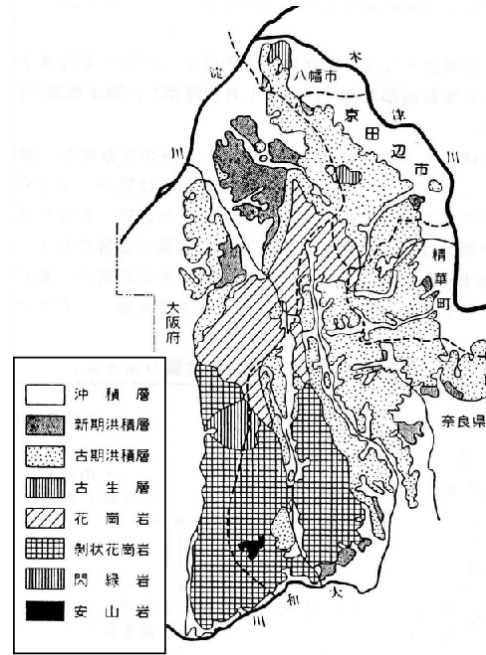 淀川
木津川
八幡市
京田辺市
精華町
大阪府
奈良県
川和大
沖積層
新期洪積層
古期洪積層
古生層
花崗岩
剝状花崗岩
閃緑岩
安山岩